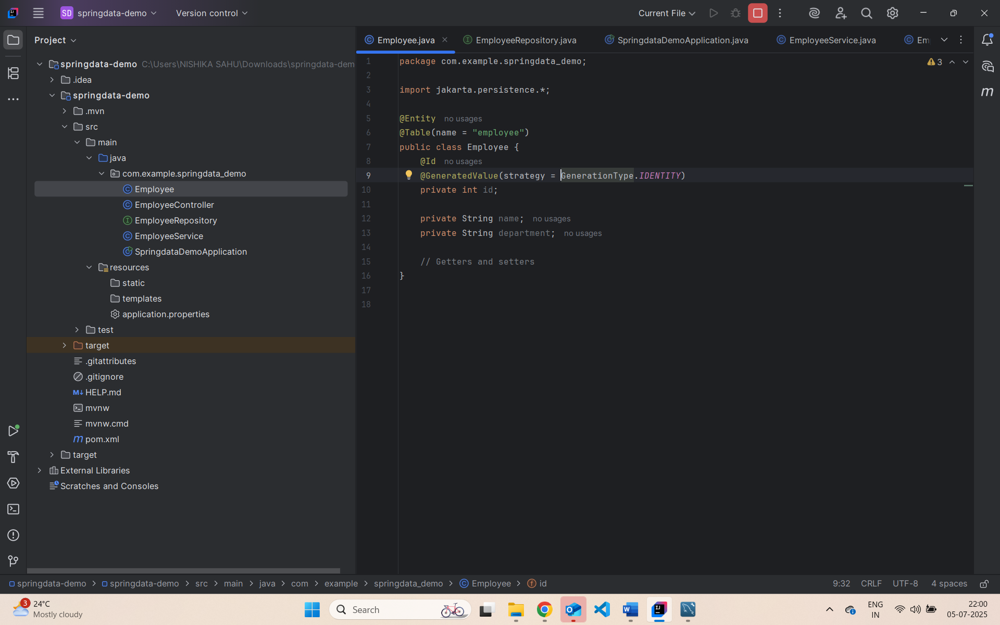 SD springdata-demo Version control Current File
Project
Employee.java EmployeeRepository.java SpringdataDemoApplication.java EmployeeService.java Em
springdata-demo C:\Users\NISHIKA SAHU\Downloads\springdata-dem
.idea
springdata-demo
.mvn
src
main
java
com.example.springdata_demo
Employee
EmployeeController
EmployeeRepository
EmployeeService
SpringdataDemoApplication
resources
static
templates
application.properties
test
target
.gitattributes
.gitignore
HELP.md
mvnw
mvnw.cmd
pom.xml
target
External Libraries
Scratches and Consoles
1 package com.example.springdata_demo;
2
3 import jakarta.persistence.*;
4
5 @Entity no usages
6 @Table(name = "employee")
7 public class Employee {
8 @Id no usages
9 @GeneratedValue(strategy = GenerationType.IDENTITY)
10 private int id;
11
12 private String name; no usages
13 private String department; no usages
14
15 // Getters and setters
16 }
17
18
3
springdata-demo > springdata-demo > src > main > java > com > example > springdata_demo > Employee > id
9:32 CRLF UTF-8 4 spaces
3 24°C
Mostly cloudy
Search
ENG
IN
22:00
05-07-2025